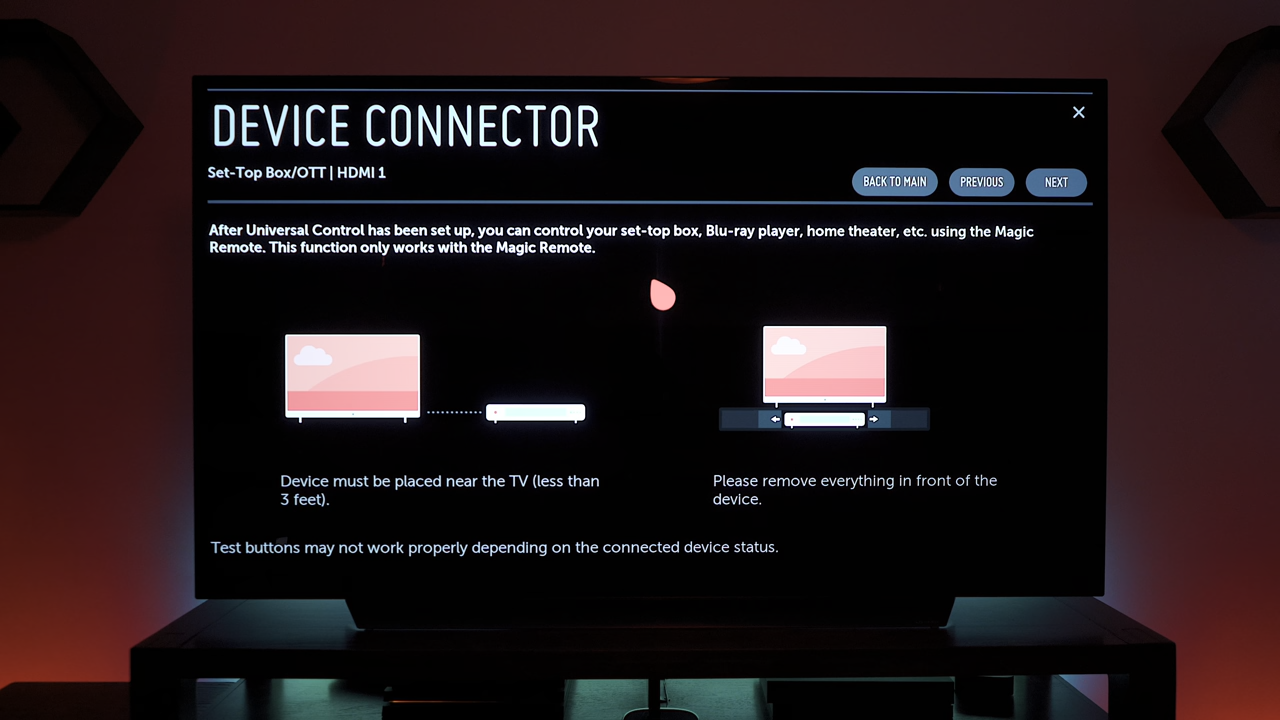 DEVICE CONNECTOR
Set-Top Box/OTT | HDMI 1
BACK TO MAIN
PREVIOUS
NEXT
After Universal Control has been set up, you can control your set-top box, Blu-ray player, home theater, etc. using the Magic
Remote. This function only works with the Magic Remote.
Device must be placed near the TV (less than
3 feet).
Please remove everything in front of the
device.
Test buttons may not work properly depending on the connected device status.